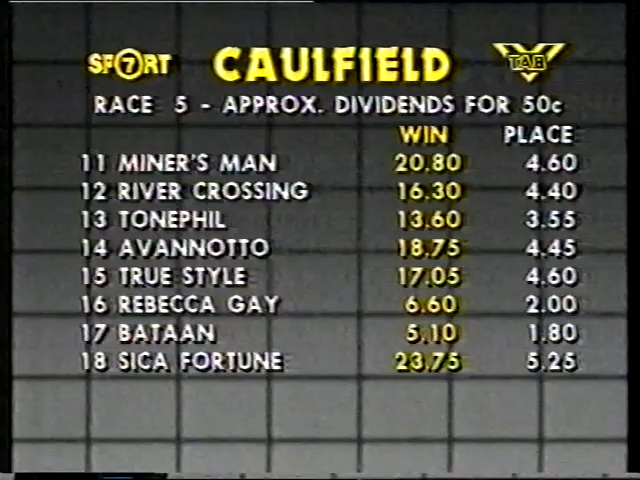 SP7RT CAULFIELD TAB
RACE 5 - APPROX. DIVIDENDS FOR 50c
WIN PLACE
11 MINER'S MAN 20.80 4.60
12 RIVER CROSSING 16.30 4.40
13 TONEPHIL 13.60 3.55
14 AVANNOTTO 18.75 4.45
15 TRUE STYLE 17.05 4.60
16 REBECCA GAY 6.60 2.00
17 BATAAN 5.10 1.80
18 SICA FORTUNE 23.75 5.25